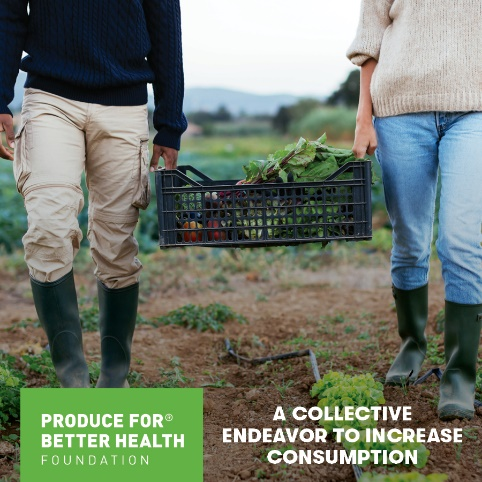 PRODUCE FOR®
BETTER HEALTH
FOUNDATION
A COLLECTIVE
ENDEAVOR TO INCREASE
CONSUMPTION